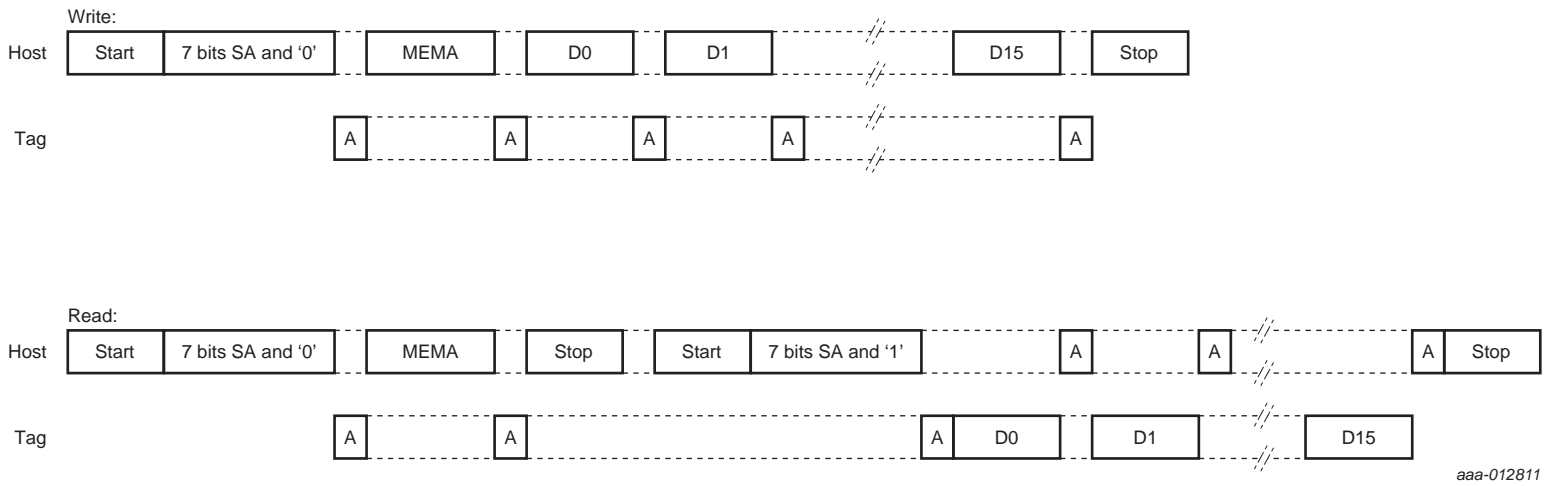 Write:
Host Start 7 bits SA and ‘0’ MEMA D0 D1 D15 Stop
Tag A A A A A
Read:
Host Start 7 bits SA and ‘0’ MEMA Stop Start 7 bits SA and ‘1’ A A A Stop
Tag A A A D0 D1 D15
aaa-012811